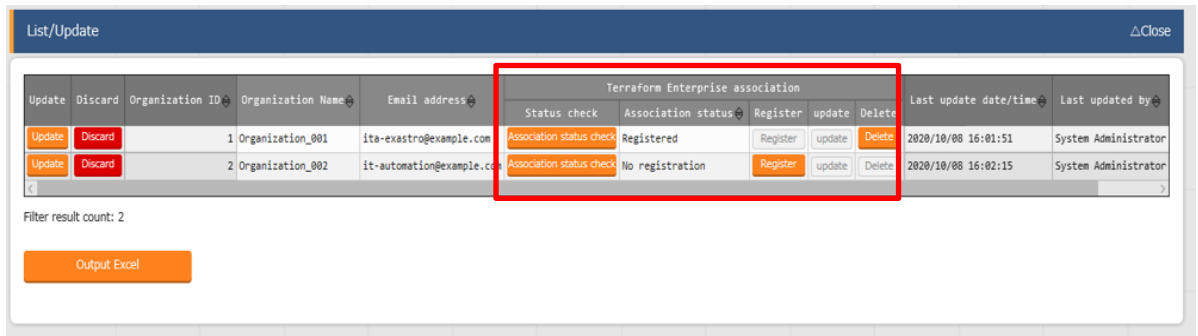 List/Update
△Close
Terraform Enterprise association
Update Discard Organization ID Organization Name Email address Status check Association status Register update Delete Last update date/time Last updated by
Update Discard 1 Organization_001 ita-exastro@example.com Association status check Registered Register update Delete 2020/10/08 16:01:51 System Administrator
Update Discard 2 Organization_002 it-automation@example.com Association status check No registration Register update Delete 2020/10/08 16:02:15 System Administrator
Filter result count: 2
Output Excel